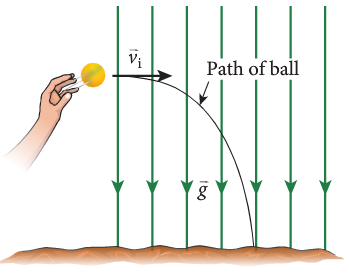 v⃗ᵢ
Path of ball
g⃗